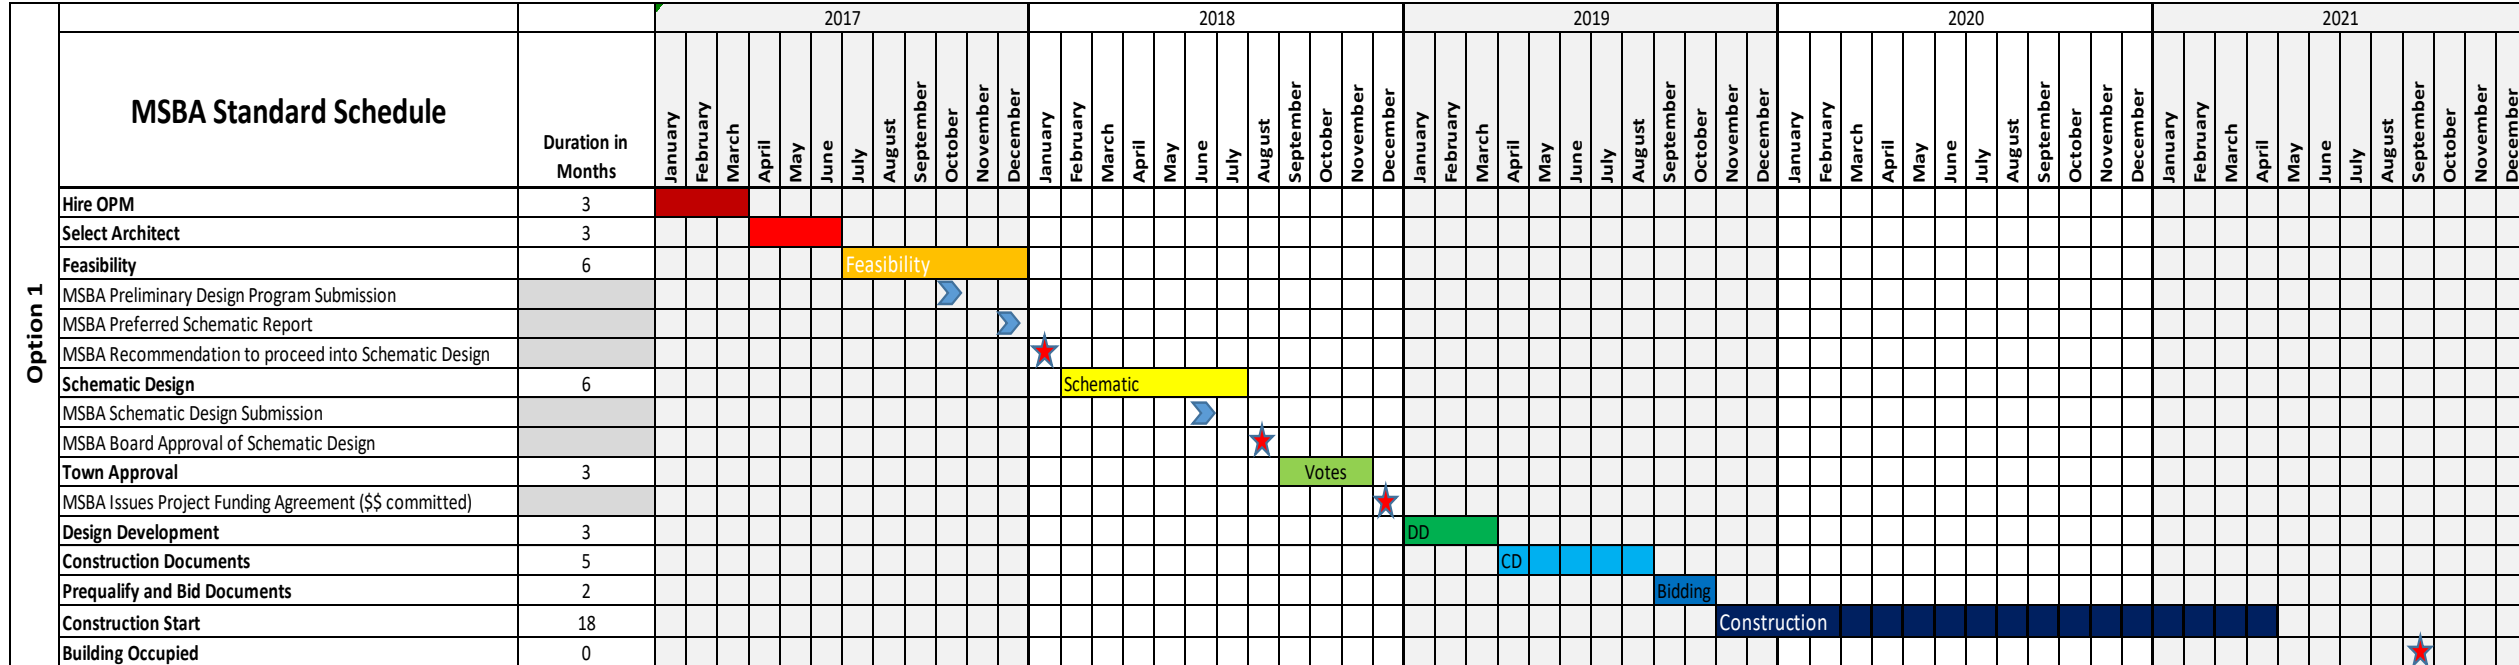 2017 2018 2019 2020 2021
MSBA Standard Schedule
Duration in
Months
January February March April May June July August September October November December January February March April May June July August September October November December January February March April May June July August September October November December January February March April May June July August September October November December January February March April May June July August September October November December
Option 1
Hire OPM 3
Select Architect 3
Feasibility 6 Feasibility
MSBA Preliminary Design Program Submission
MSBA Preferred Schematic Report
MSBA Recommendation to proceed into Schematic Design
Schematic Design 6 Schematic
MSBA Schematic Design Submission
MSBA Board Approval of Schematic Design
Town Approval 3 Votes
MSBA Issues Project Funding Agreement ($$ committed)
Design Development 3 DD
Construction Documents 5 CD
Prequalify and Bid Documents 2 Bidding
Construction Start 18 Construction
Building Occupied 0